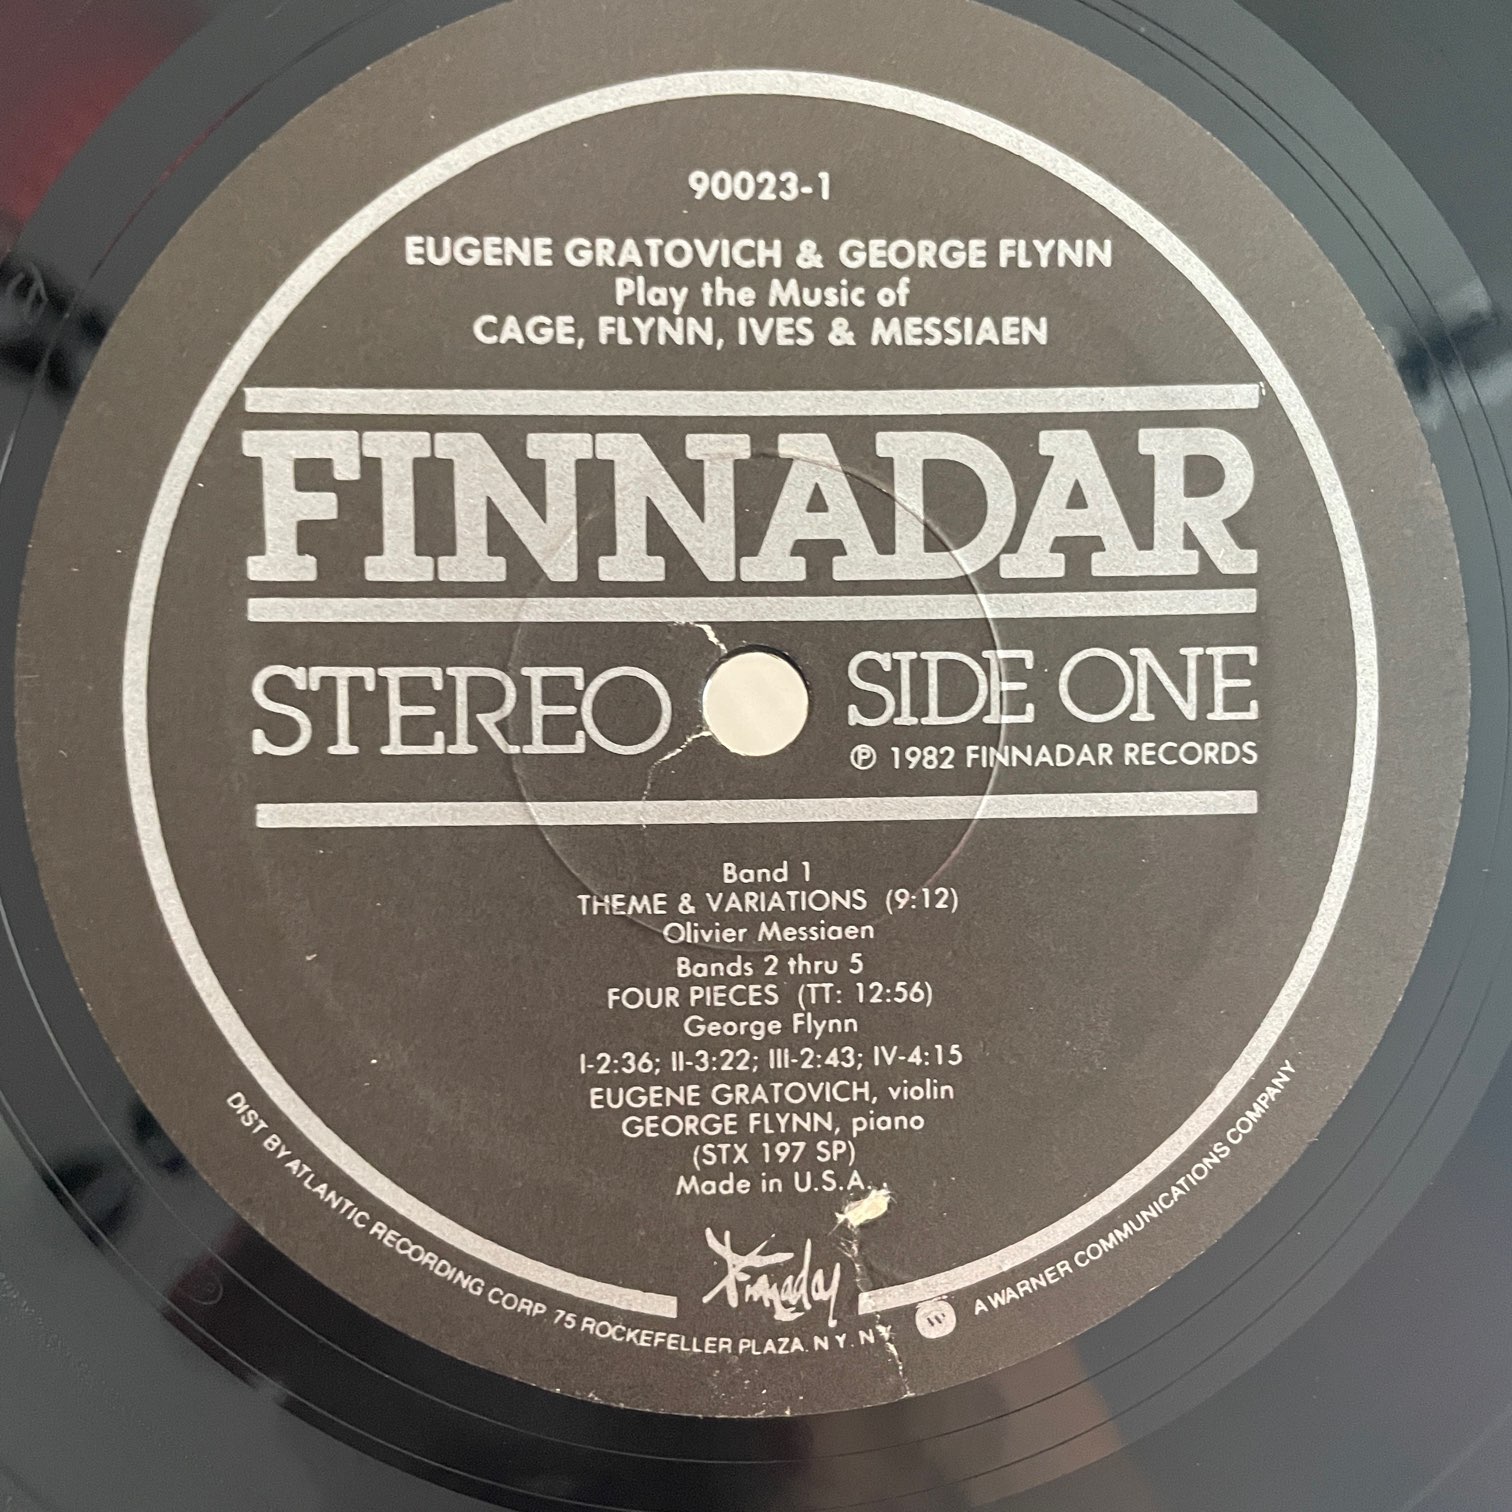 90023-1
EUGENE GRATOVICH & GEORGE FLYNN
Play the Music of
CAGE, FLYNN, IVES & MESSIAEN
FINNADAR
STEREO
SIDE ONE
℗ 1982 FINNADAR RECORDS
Band 1
THEME & VARIATIONS (9:12)
Olivier Messiaen
Bands 2 thru 5
FOUR PIECES (TT: 12:56)
George Flynn
I-2:36; II-3:22; III-2:43; IV-4:15
EUGENE GRATOVICH, violin
GEORGE FLYNN, piano
(STX 197 SP)
Made in U.S.A.
Finnadar
DIST BY ATLANTIC RECORDING CORP. 75 ROCKEFELLER PLAZA. N.Y. N.Y. W A WARNER COMMUNICATIONS COMPANY